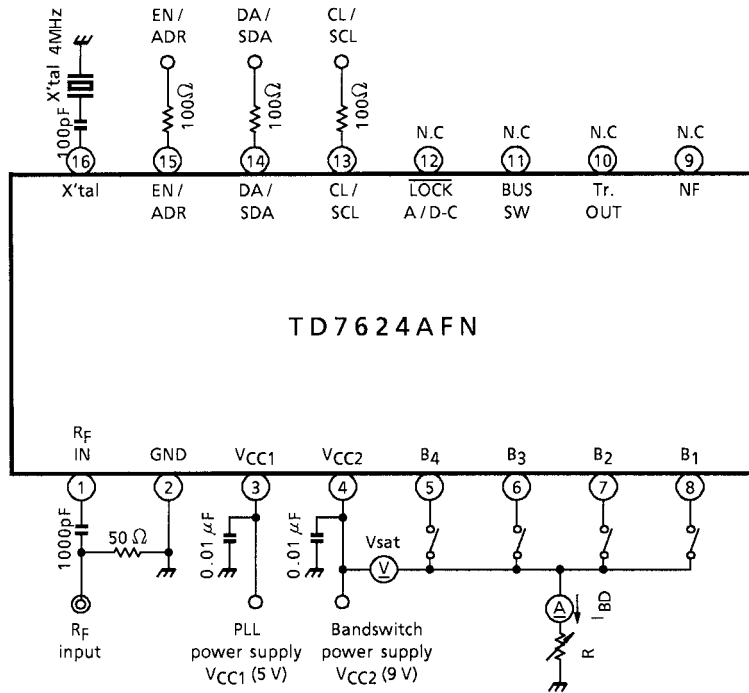 X'tal 4MHz
100pF
EN /
ADR
100Ω
DA /
SDA
100Ω
CL /
SCL
100Ω
N.C
N.C
N.C
N.C
16
15
14
13
12
11
10
9
X'tal
EN /
ADR
DA /
SDA
CL /
SCL
LOCK
A / D-C
BUS
SW
Tr.
OUT
NF
TD7624AFN
RF
IN
GND
VCC1
VCC2
B4
B3
B2
B1
1
2
3
4
5
6
7
8
1000pF
50 Ω
0.01 μF
0.01 μF
Vsat
V
A
IBD
R
RF
input
PLL
power supply
VCC1 (5 V)
Bandswitch
power supply
VCC2 (9 V)